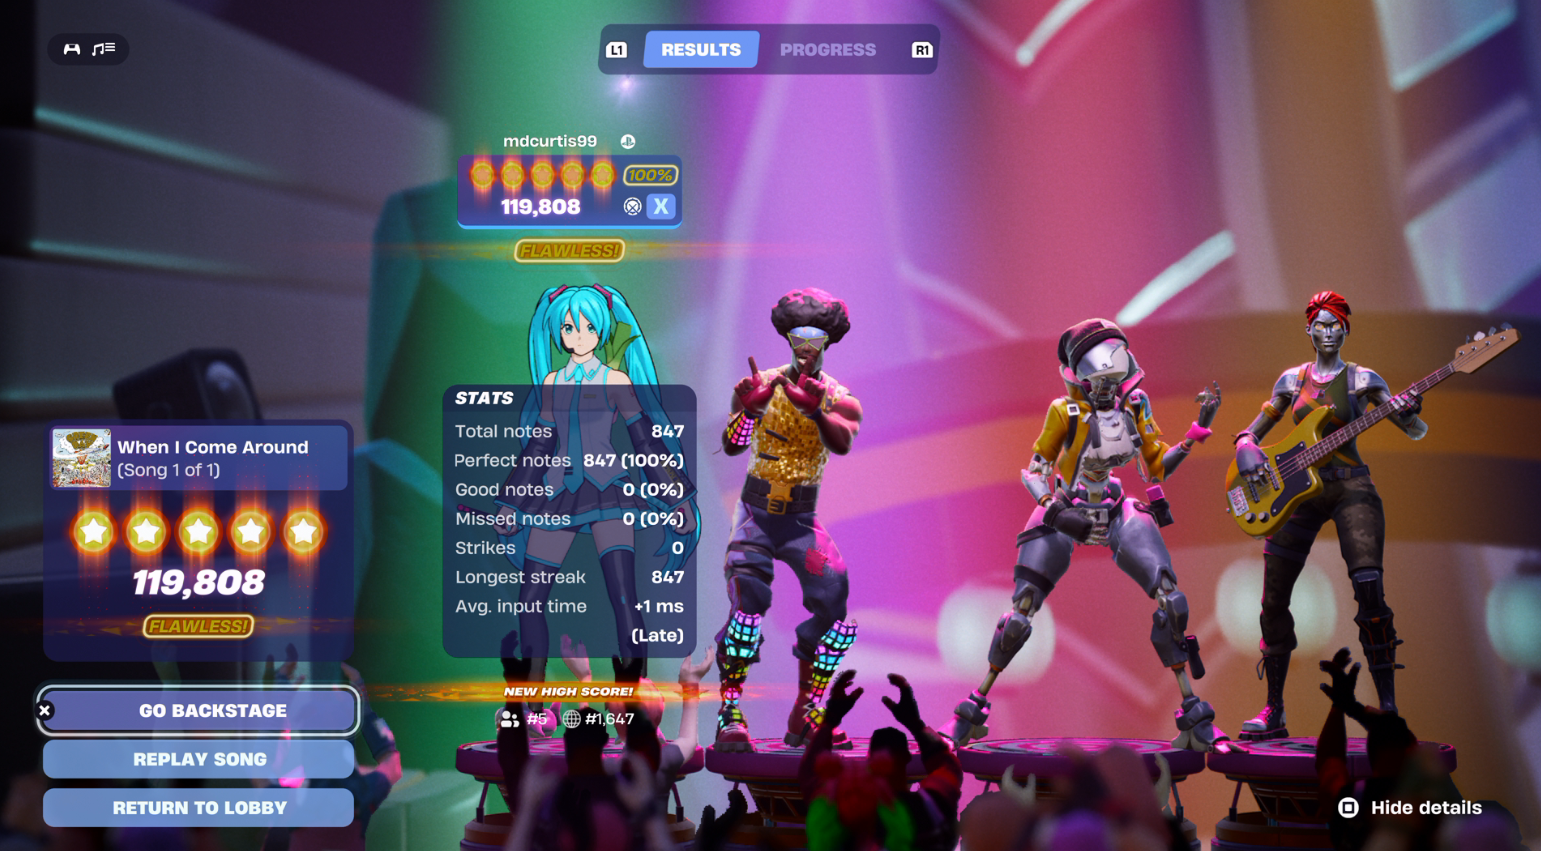 L1
RESULTS
PROGRESS
R1
mdcurtis99
100%
119,808
X
FLAWLESS!
STATS
Total notes 847
Perfect notes 847 (100%)
Good notes 0 (0%)
Missed notes 0 (0%)
Strikes 0
Longest streak 847
Avg. input time +1 ms
(Late)
NEW HIGH SCORE!
#5 #1,647
When I Come Around
(Song 1 of 1)
119,808
FLAWLESS!
GO BACKSTAGE
REPLAY SONG
RETURN TO LOBBY
Hide details